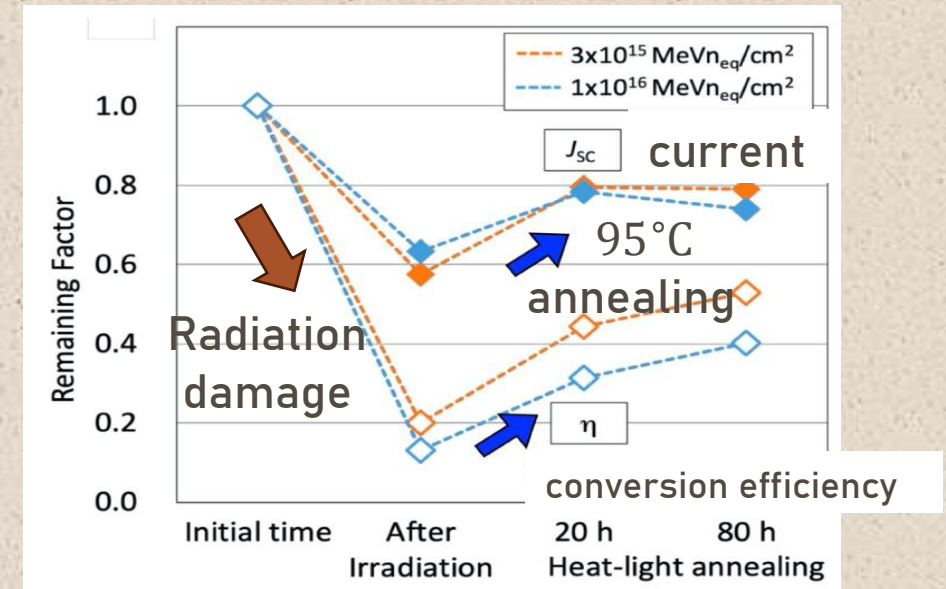 3x10¹⁵ MeVn_eq/cm²
1x10¹⁶ MeVn_eq/cm²
1.0
J_SC
current
0.8
95°C
0.6
annealing
Remaining Factor
Radiation
damage
0.4
0.2
η
0.0
conversion efficiency
Initial time
After
Irradiation
20 h
80 h
Heat-light annealing